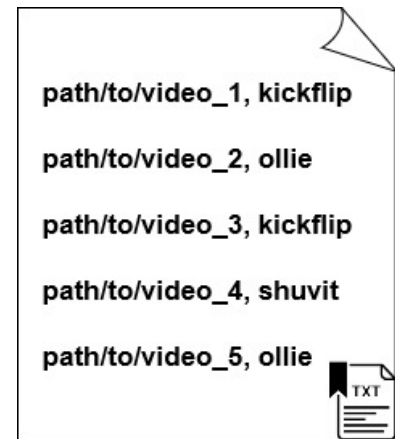 path/to/video_1, kickflip
path/to/video_2, ollie
path/to/video_3, kickflip
path/to/video_4, shuvit
path/to/video_5, ollie
TXT